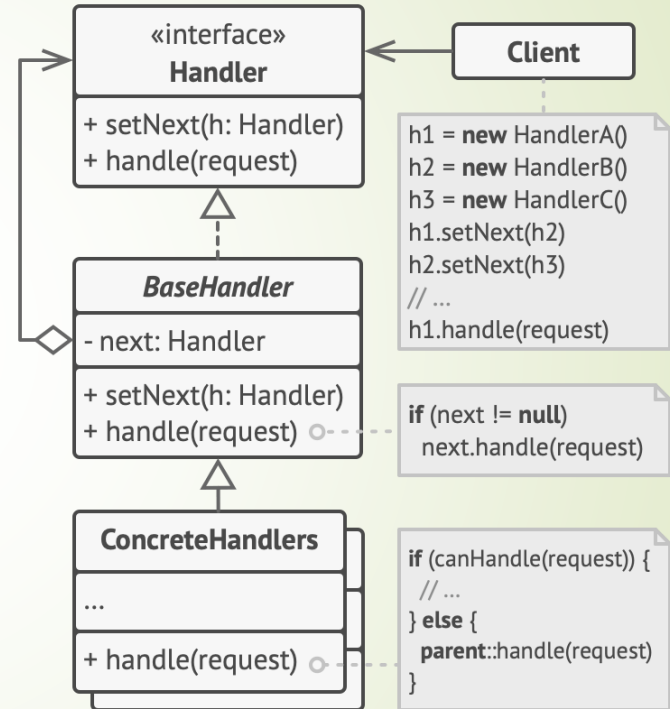 «interface»
Handler
+ setNext(h: Handler)
+ handle(request)
Client
h1 = new HandlerA()
h2 = new HandlerB()
h3 = new HandlerC()
h1.setNext(h2)
h2.setNext(h3)
// ...
h1.handle(request)
BaseHandler
- next: Handler
+ setNext(h: Handler)
+ handle(request)
if (next != null)
next.handle(request)
ConcreteHandlers
...
+ handle(request)
if (canHandle(request)) {
// ...
} else {
parent::handle(request)
}